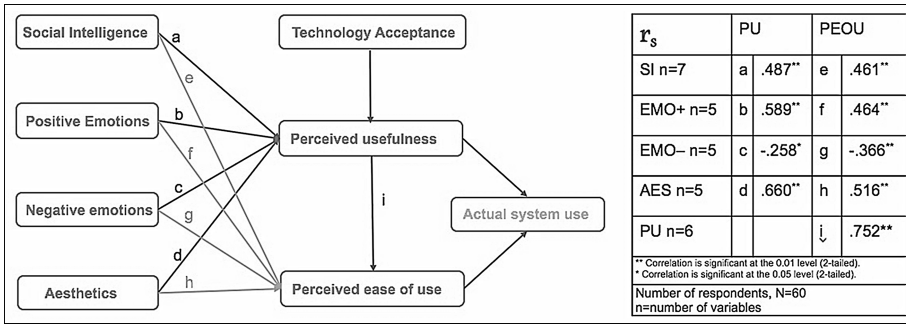 Social Intelligence
Technology Acceptance
a
e
Positive Emotions
b
f
Perceived usefulness
Negative emotions
c
g
i
Actual system use
d
Aesthetics
h
Perceived ease of use
rs PU PEOU
SI n=7 a .487** e .461**
EMO+ n=5 b .589** f .464**
EMO– n=5 c -.258* g -.366**
AES n=5 d .660** h .516**
PU n=6 i .752**
** Correlation is significant at the 0.01 level (2-tailed).
* Correlation is significant at the 0.05 level (2-tailed).
Number of respondents, N=60
n=number of variables